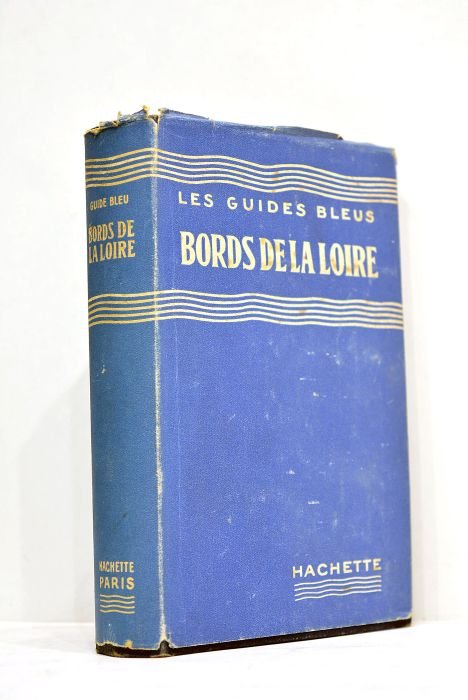 GUIDE BLEU
BORDS DE
LA LOIRE
HACHETTE
PARIS
LES GUIDES BLEUS
BORDS DE LA LOIRE
HACHETTE